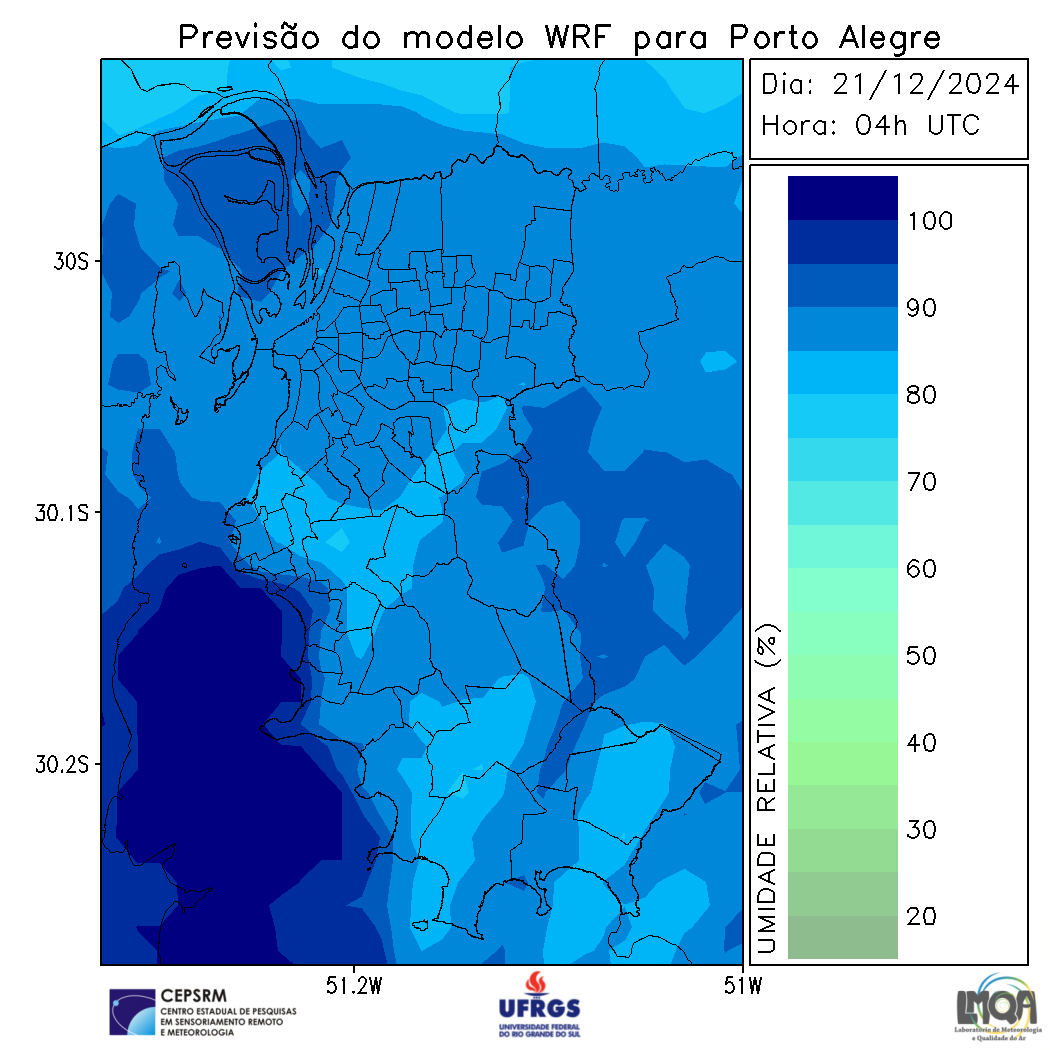 Previsão do modelo WRF para Porto Alegre
Dia: 21/12/2024
Hora: 04h UTC
30S
30.1S
30.2S
51.2W
51W
UMIDADE RELATIVA (%)
100
90
80
70
60
50
40
30
20
CEPSRM
CENTRO ESTADUAL DE PESQUISAS
EM SENSORIAMENTO REMOTO
E METEOROLOGIA
UFRGS
UNIVERSIDADE FEDERAL
DO RIO GRANDE DO SUL
LMQA
Laboratório de Meteorologia
e Qualidade do Ar